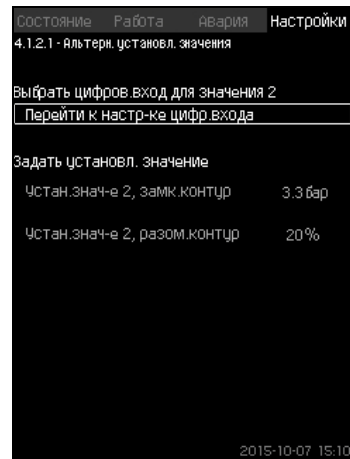 Состояние Работа Авария Настройки
4.1.2.1 - Альтерн. установл. значения
Выбрать цифров.вход для значения 2
Перейти к настр-ке цифр.входа
Задать установл. значение
Устан.знач-е 2, замк.контур 3.3 бар
Устан.знач-е 2, разом.контур 20%
2015-10-07 15:10